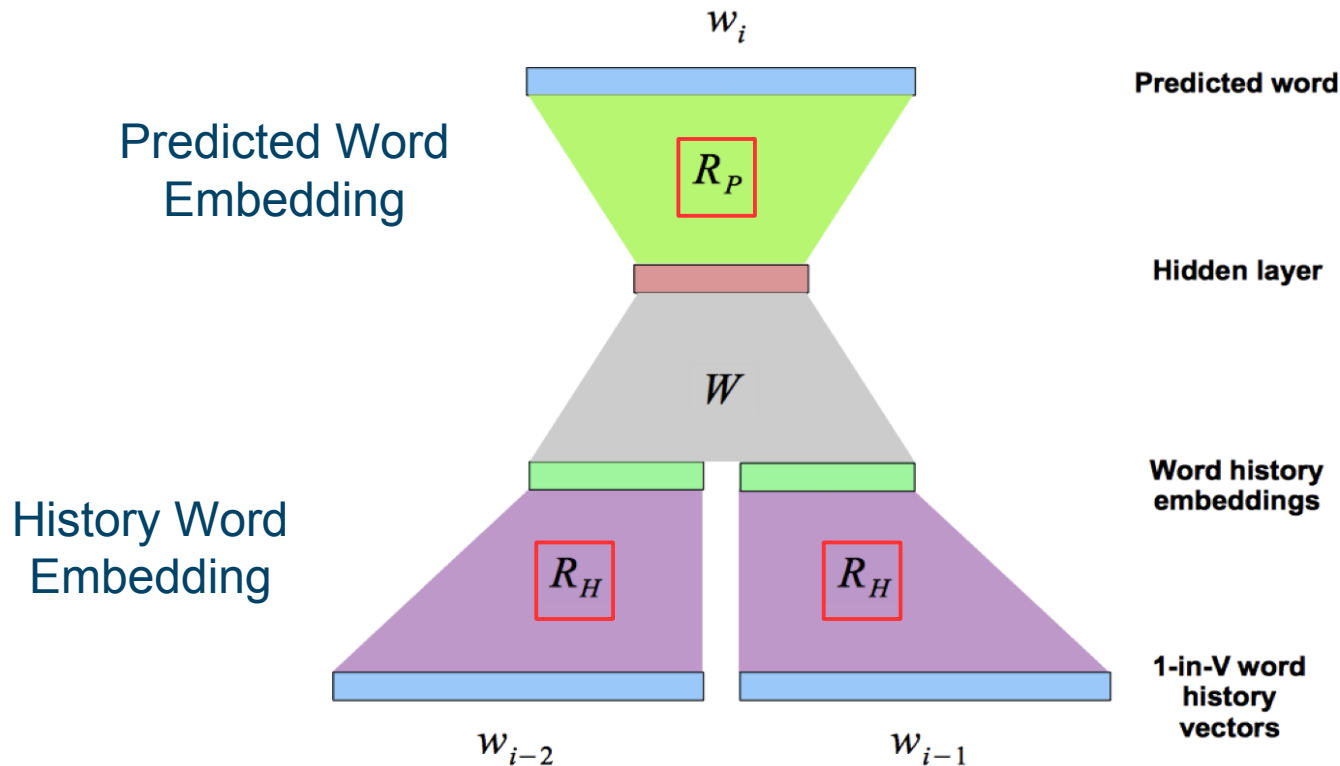 w_i
Predicted word
Predicted Word
Embedding
R_P
Hidden layer
W
Word history
embeddings
History Word
Embedding
R_H
R_H
1-in-V word
history
vectors
w_{i-2}
w_{i-1}